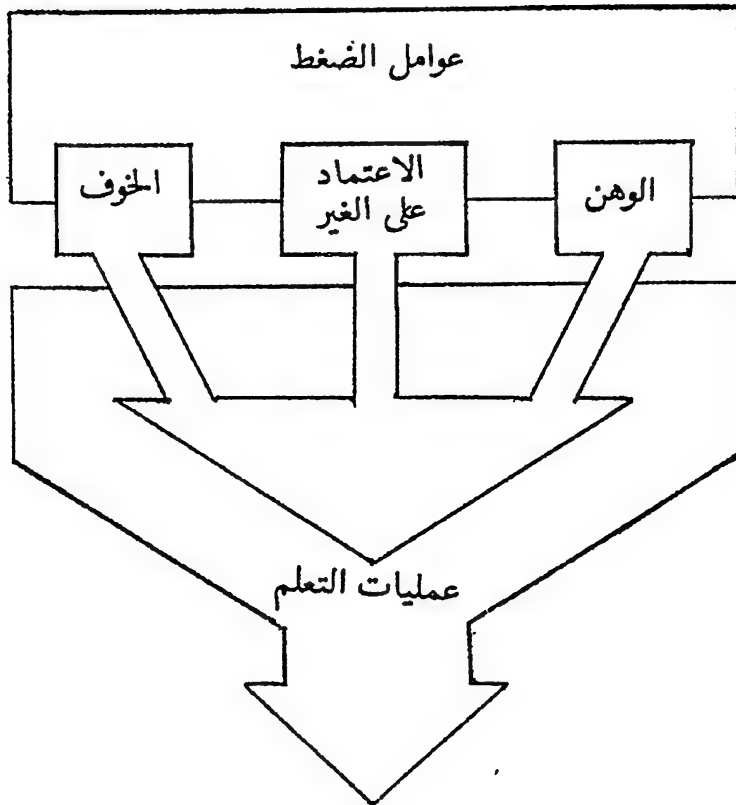 عوامل الضغط
الوهن
الاعتماد
على الغير
الخوف
عمليات التعلم